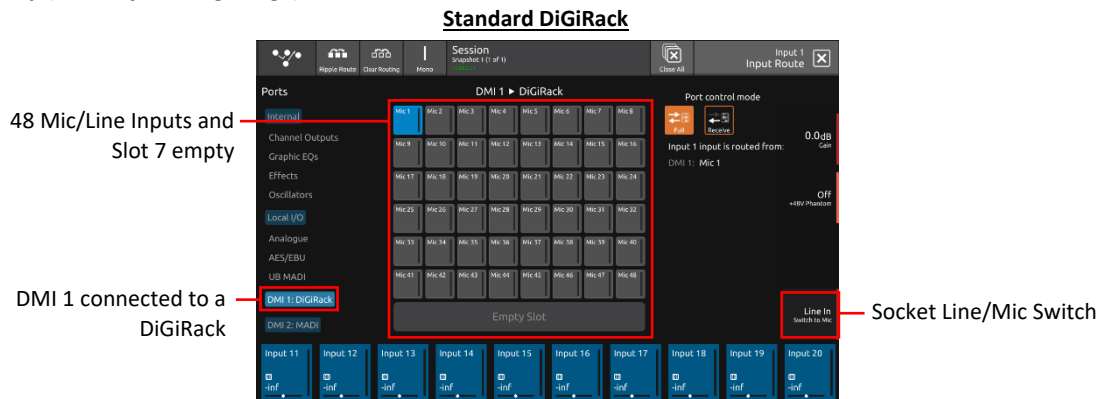 Standard DiGiRack
Ripple Route
Clear Routing
Mono
Session
Snapshot 1 (1 of 1)
Close All
Input 1
Input Route
Ports
DMI 1 ► DiGiRack
Port control mode
Internal
Channel Outputs
Graphic EQs
Effects
Oscillators
Local I/O
Analogue
AES/EBU
UB MADI
DMI 1: DiGiRack
DMI 2: MADI
48 Mic/Line Inputs and
Slot 7 empty
DMI 1 connected to a
DiGiRack
Mic 1 Mic 2 Mic 3 Mic 4 Mic 5 Mic 6 Mic 7 Mic 8
Mic 9 Mic 10 Mic 11 Mic 12 Mic 13 Mic 14 Mic 15 Mic 16
Mic 17 Mic 18 Mic 19 Mic 20 Mic 21 Mic 22 Mic 23 Mic 24
Mic 25 Mic 26 Mic 27 Mic 28 Mic 29 Mic 30 Mic 31 Mic 32
Mic 33 Mic 34 Mic 35 Mic 36 Mic 37 Mic 38 Mic 39 Mic 40
Mic 41 Mic 42 Mic 43 Mic 44 Mic 45 Mic 46 Mic 47 Mic 48
Empty Slot
Full
Receive
Input 1 input is routed from:
DMI 1: Mic 1
0.0dB
Gain
Off
+48V Phantom
Line In
Switch to Mic
Socket Line/Mic Switch
Input 11 Input 12 Input 13 Input 14 Input 15 Input 16 Input 17 Input 18 Input 19 Input 20
-inf -inf -inf -inf -inf -inf -inf -inf -inf -inf